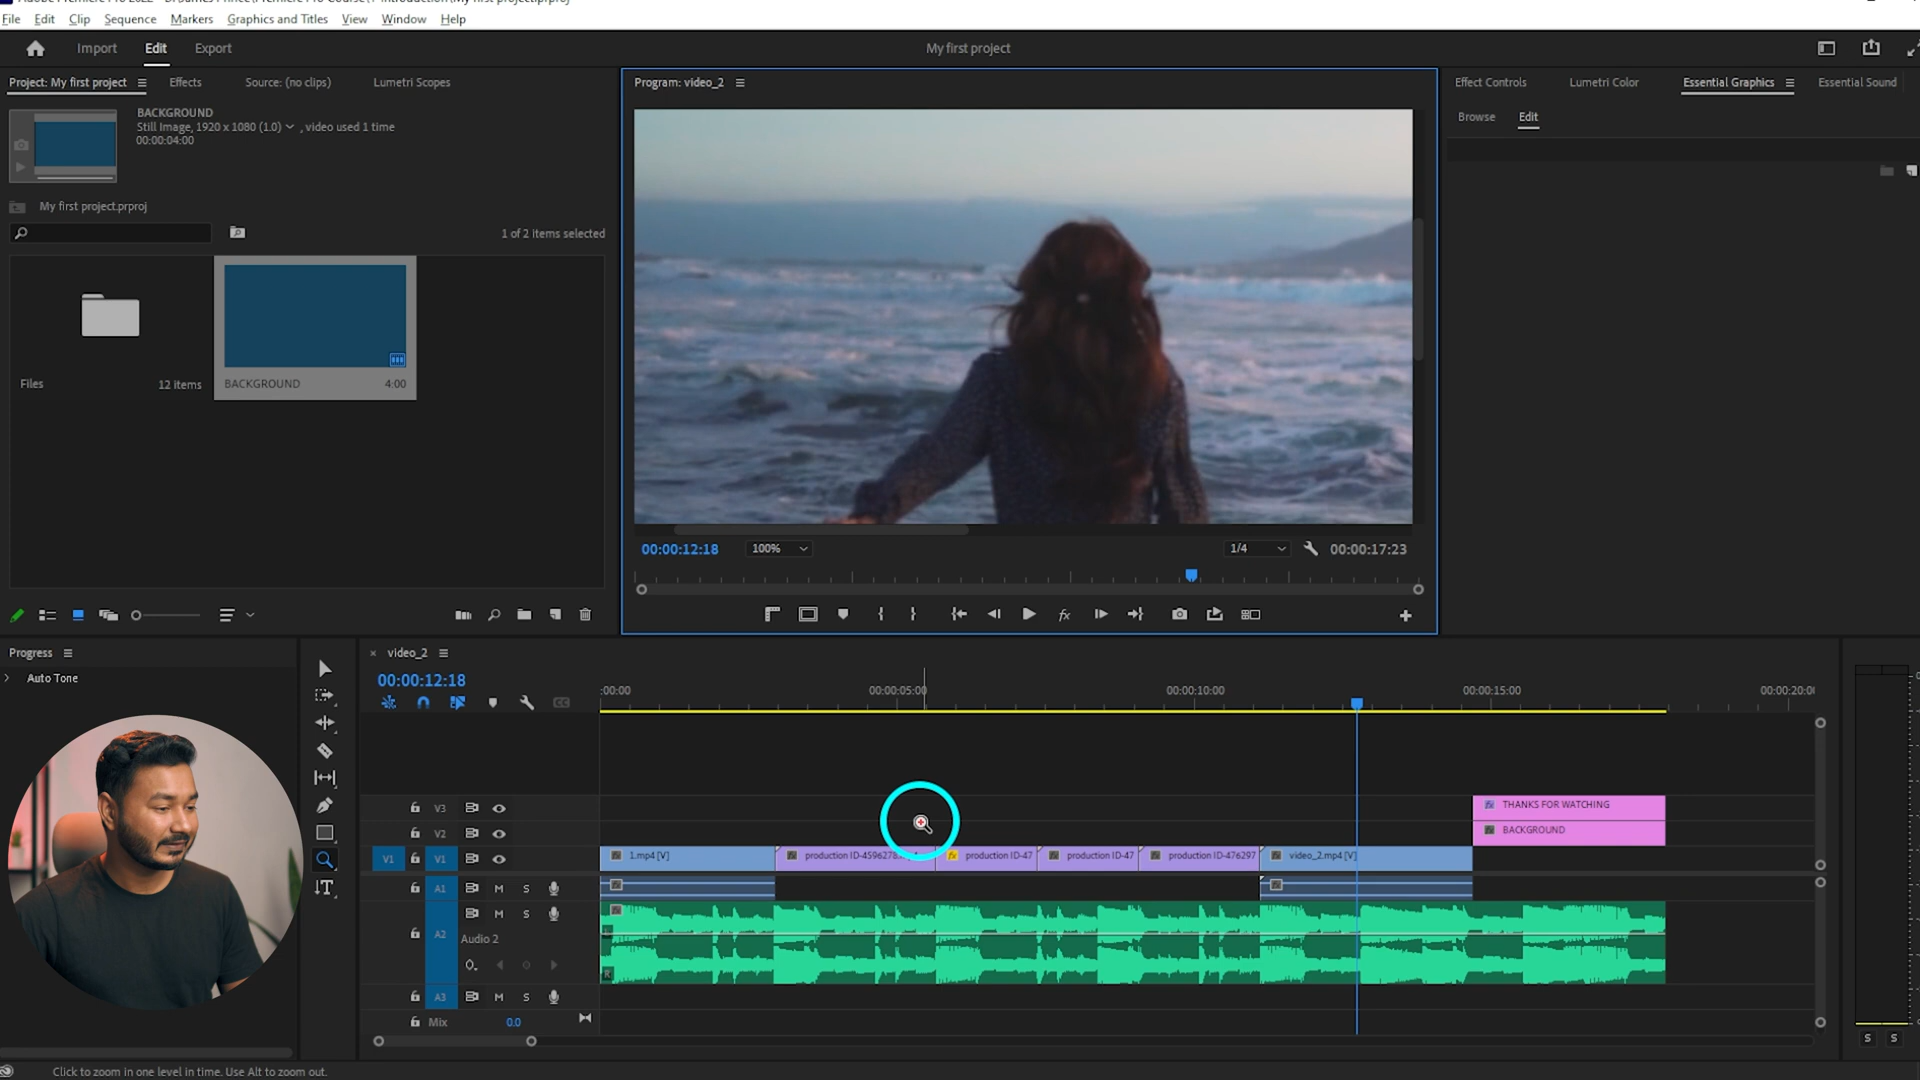 File Edit Clip Sequence Markers Graphics and Titles View Window Help
Import Edit Export My first project
Project: My first project Effects Source: (no clips) Lumetri Scopes
Program: video_2
Effect Controls Lumetri Color Essential Graphics Essential Sound
Browse Edit
BACKGROUND
Still Image, 1920 x 1080 (1.0) , video used 1 time
00:00:04:00
My first project.prproj
1 of 2 items selected
Files 12 items
BACKGROUND 4:00
00:00:12:18 100% 1/4 00:00:17:23
fx
Progress
Auto Tone
video_2
00:00:12:18
:00:00 00:00:05:00 00:00:10:00 00:00:15:00 00:00:20:0
V3 THANKS FOR WATCHING
V2 BACKGROUND
V1 V1 1.mp4 [V] production ID-4596278 production ID-47 production ID-47 production ID-476297 video_2.mp4 [V]
A1 M S
A2 M S
Audio 2
L
R
A3 M S
Mix 0.0
S S
Click to zoom in one level in time. Use Alt to zoom out.